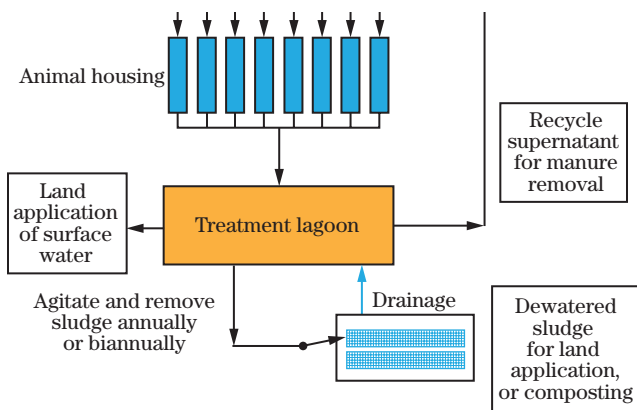 Animal housing
Recycle
supernatant
for manure
removal
Land
application
of surface
water
Treatment lagoon
Agitate and remove
sludge annually
or biannually
Drainage
Dewatered
sludge
for land
application,
or composting